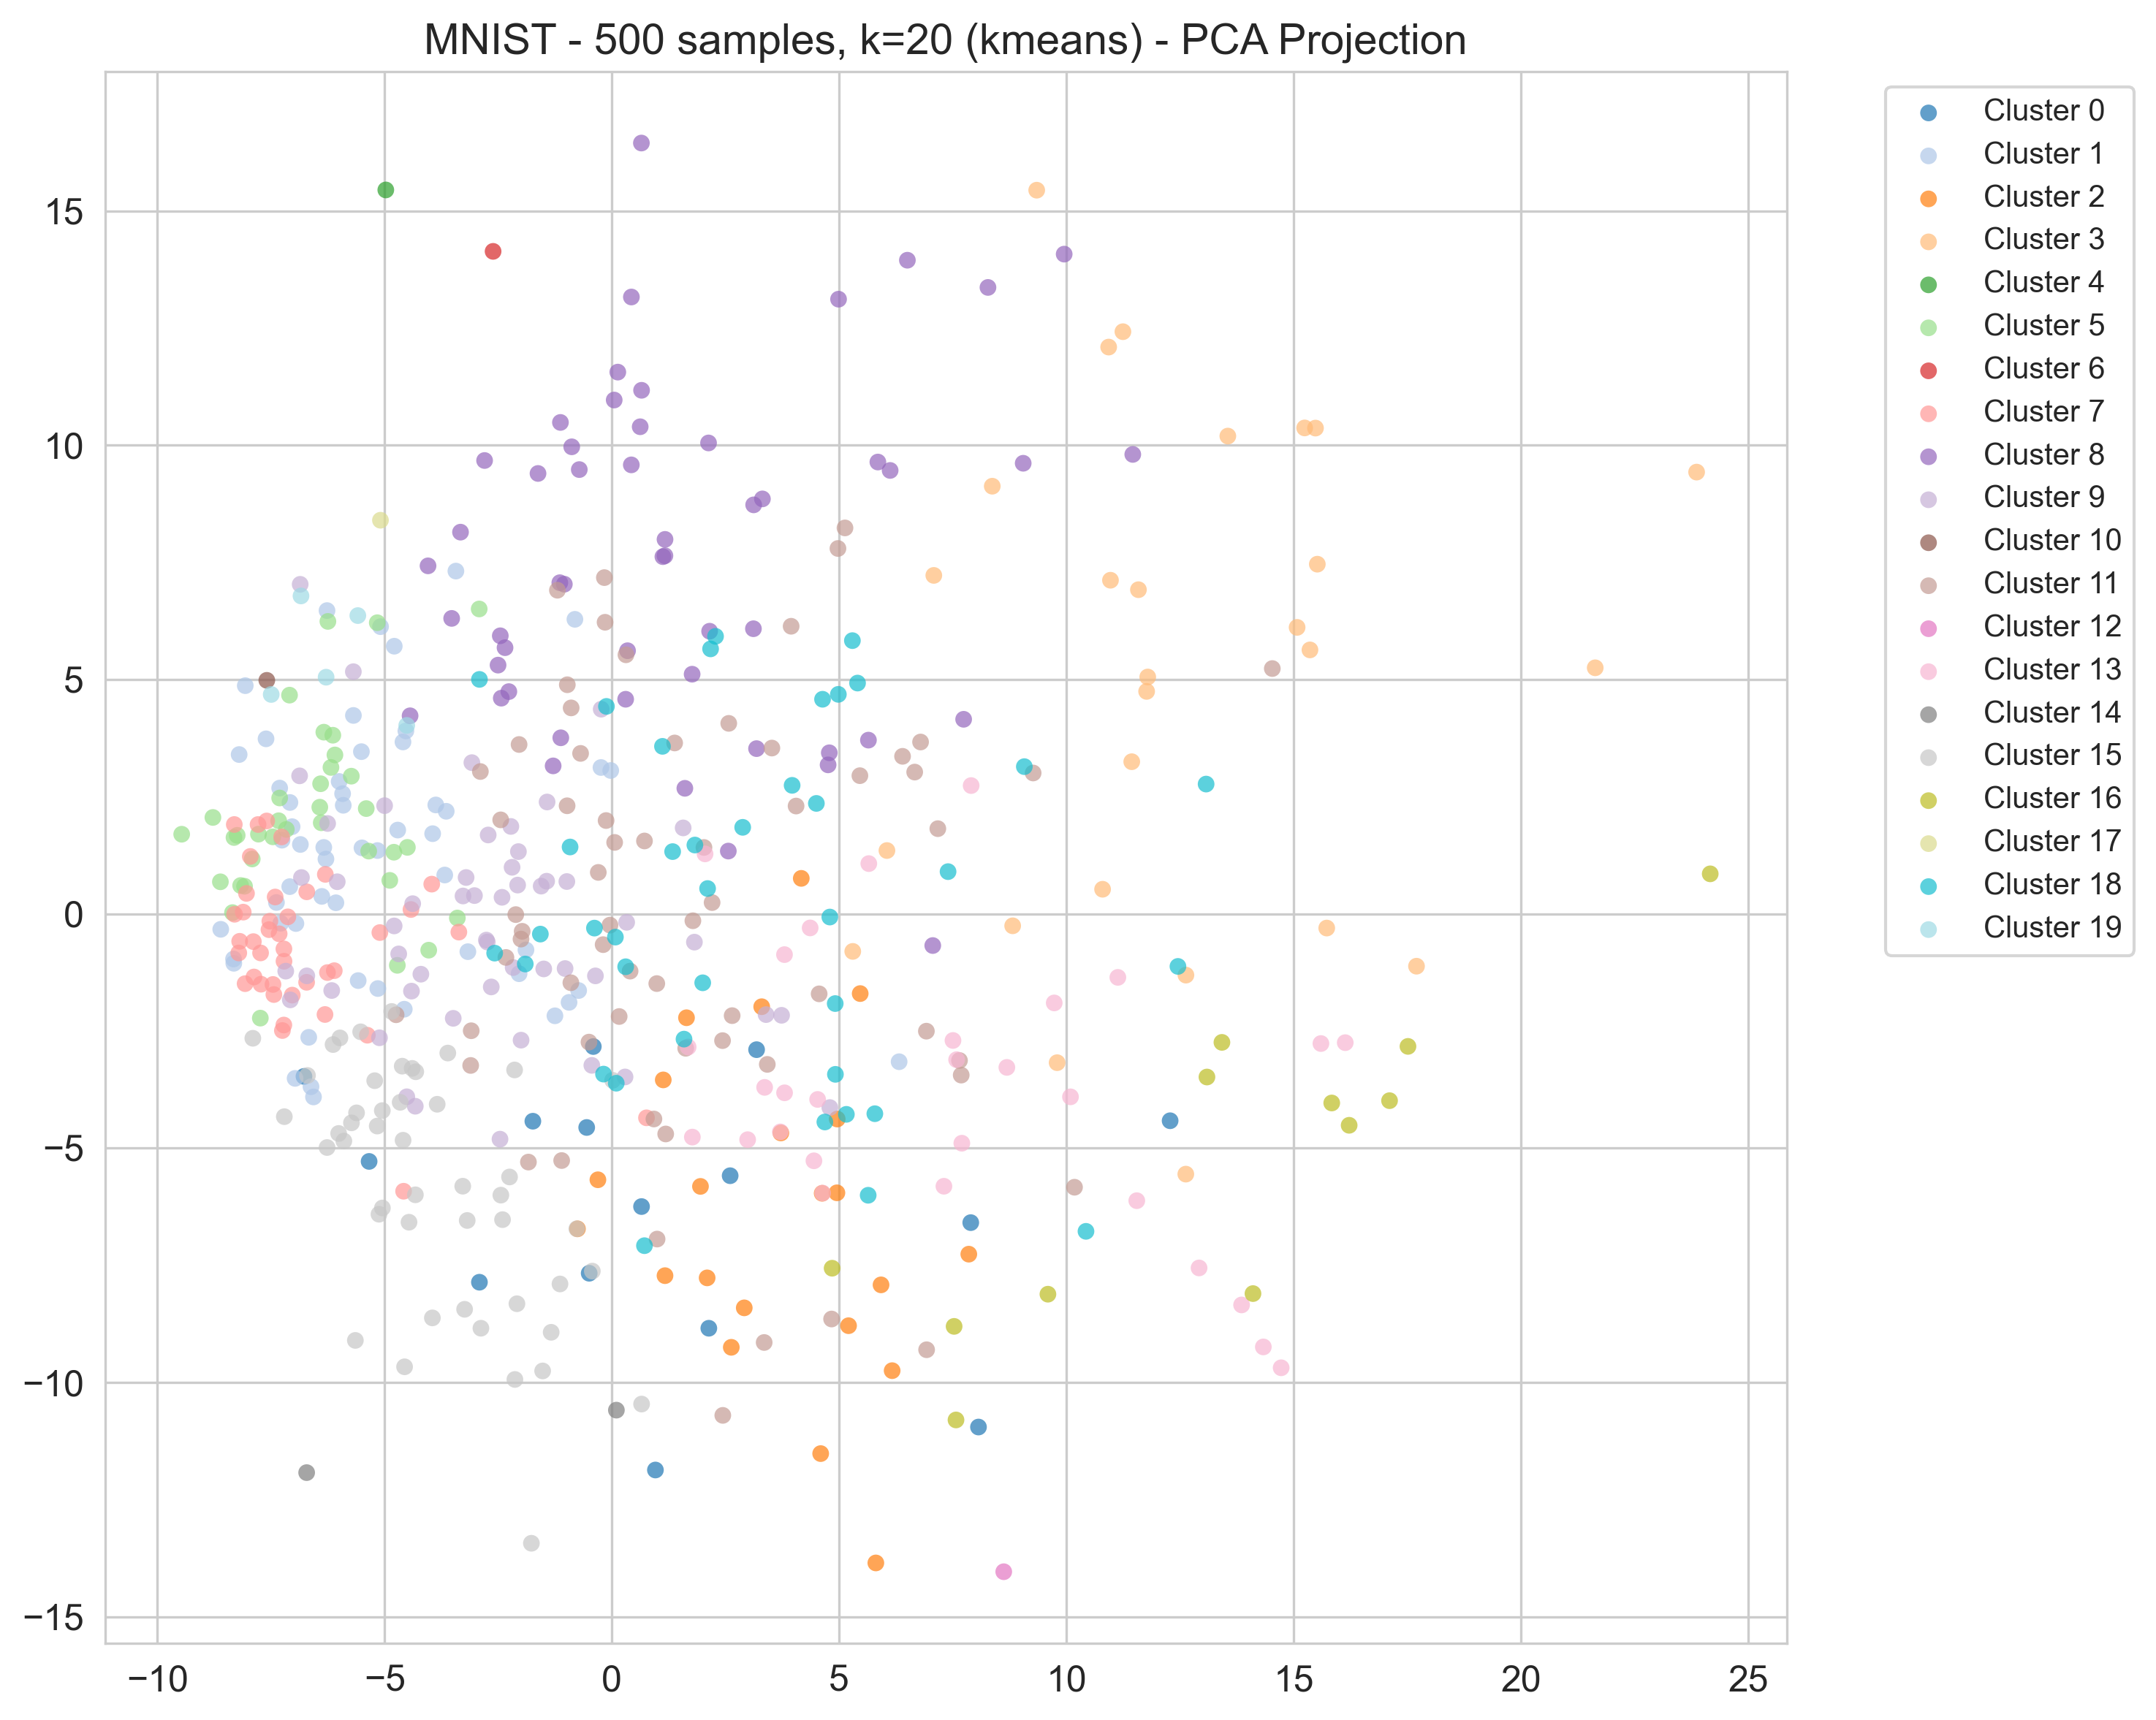 MNIST - 500 samples, k=20 (kmeans) - PCA Projection
15
10
5
0
−5
−10
−15
−10 −5 0 5 10 15 20 25
Cluster 0
Cluster 1
Cluster 2
Cluster 3
Cluster 4
Cluster 5
Cluster 6
Cluster 7
Cluster 8
Cluster 9
Cluster 10
Cluster 11
Cluster 12
Cluster 13
Cluster 14
Cluster 15
Cluster 16
Cluster 17
Cluster 18
Cluster 19